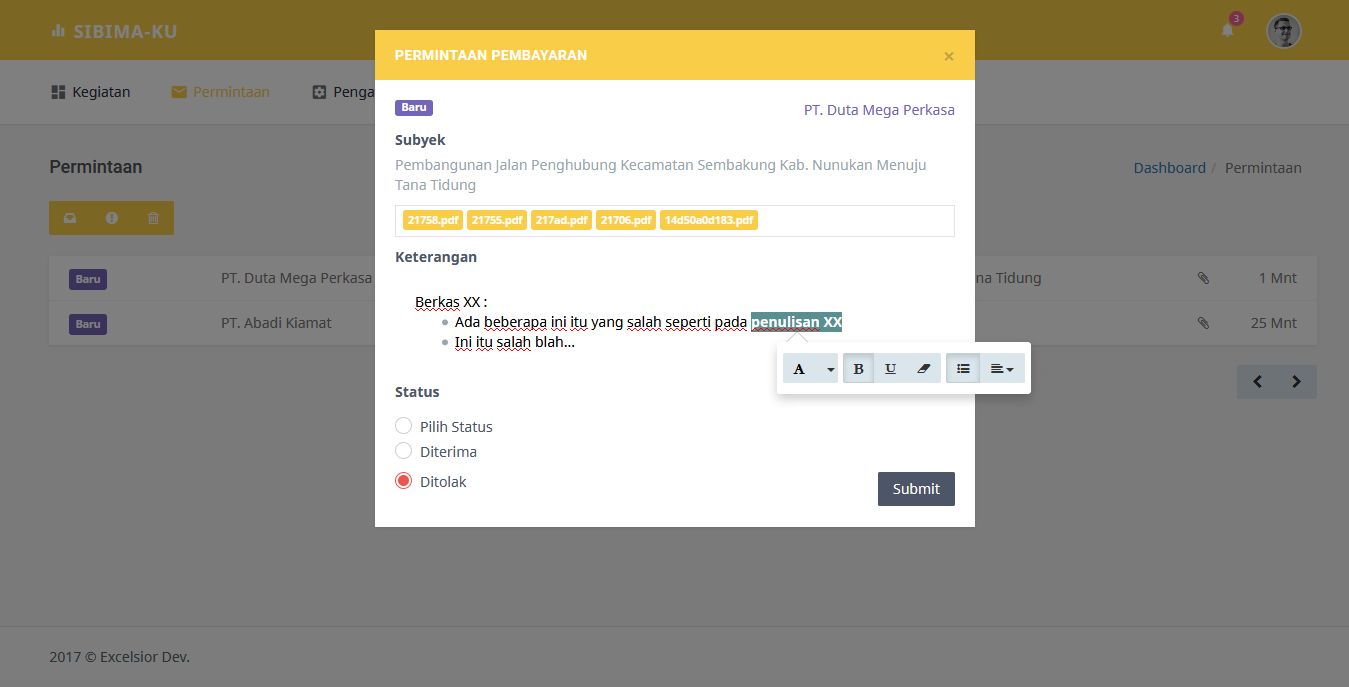 SIBIMA-KU
3
PERMINTAAN PEMBAYARAN
×
Kegiatan
Permintaan
Penga
Baru
PT. Duta Mega Perkasa
Subyek
Pembangunan Jalan Penghubung Kecamatan Sembakung Kab. Nunukan Menuju
Tana Tidung
Permintaan
Dashboard / Permintaan
21758.pdf 21755.pdf 217ad.pdf 21706.pdf 14d50a0d183.pdf
Keterangan
Baru PT. Duta Mega Perkasa na Tidung 1 Mnt
Baru PT. Abadi Kiamat 25 Mnt
Berkas XX :
Ada beberapa ini itu yang salah seperti pada penulisan XX
Ini itu salah blah...
A B U
Status
Pilih Status
Diterima
Ditolak
Submit
2017 © Excelsior Dev.